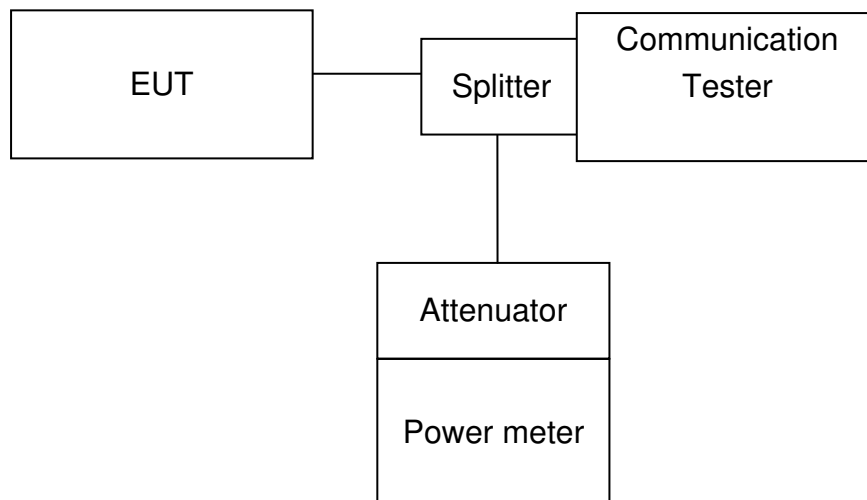 EUT
Splitter
Communication
Tester
Attenuator
Power meter